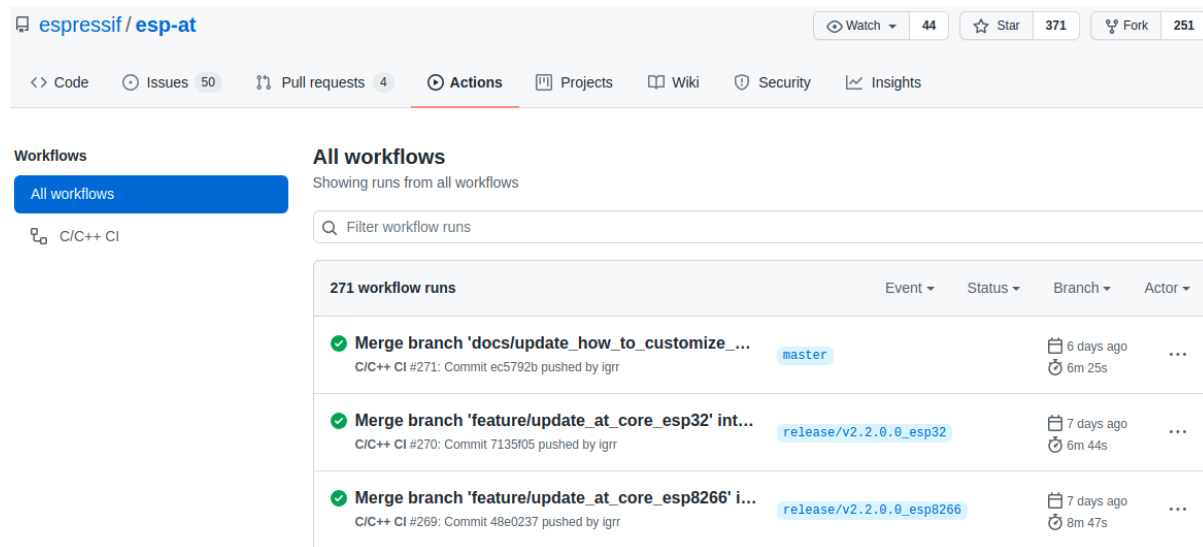 espressif / esp-at
Watch 44 Star 371 Fork 251
Code Issues 50 Pull requests 4 Actions Projects Wiki Security Insights
Workflows
All workflows
C/C++ CI
All workflows
Showing runs from all workflows
Filter workflow runs
271 workflow runs Event Status Branch Actor
Merge branch 'docs/update_how_to_customize_...
C/C++ CI #271: Commit ec5792b pushed by igrr
master
6 days ago
6m 25s
Merge branch 'feature/update_at_core_esp32' int...
C/C++ CI #270: Commit 7135f05 pushed by igrr
release/v2.2.0.0_esp32
7 days ago
6m 44s
Merge branch 'feature/update_at_core_esp8266' i...
C/C++ CI #269: Commit 48e0237 pushed by igrr
release/v2.2.0.0_esp8266
7 days ago
8m 47s